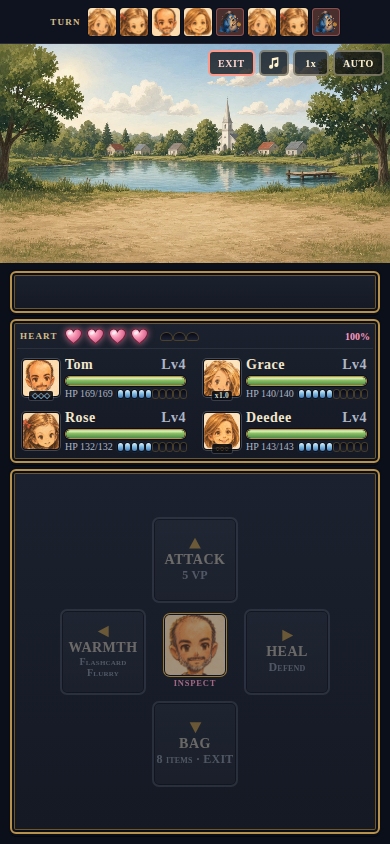 TURN
EXIT
1x
AUTO
HEART
100%
Tom Lv4
HP 169/169
Grace Lv4
x1.0
HP 140/140
Rose Lv4
HP 132/132
Deedee Lv4
HP 143/143
ATTACK
5 VP
WARMTH
Flashcard
Flurry
INSPECT
HEAL
Defend
BAG
8 items · EXIT